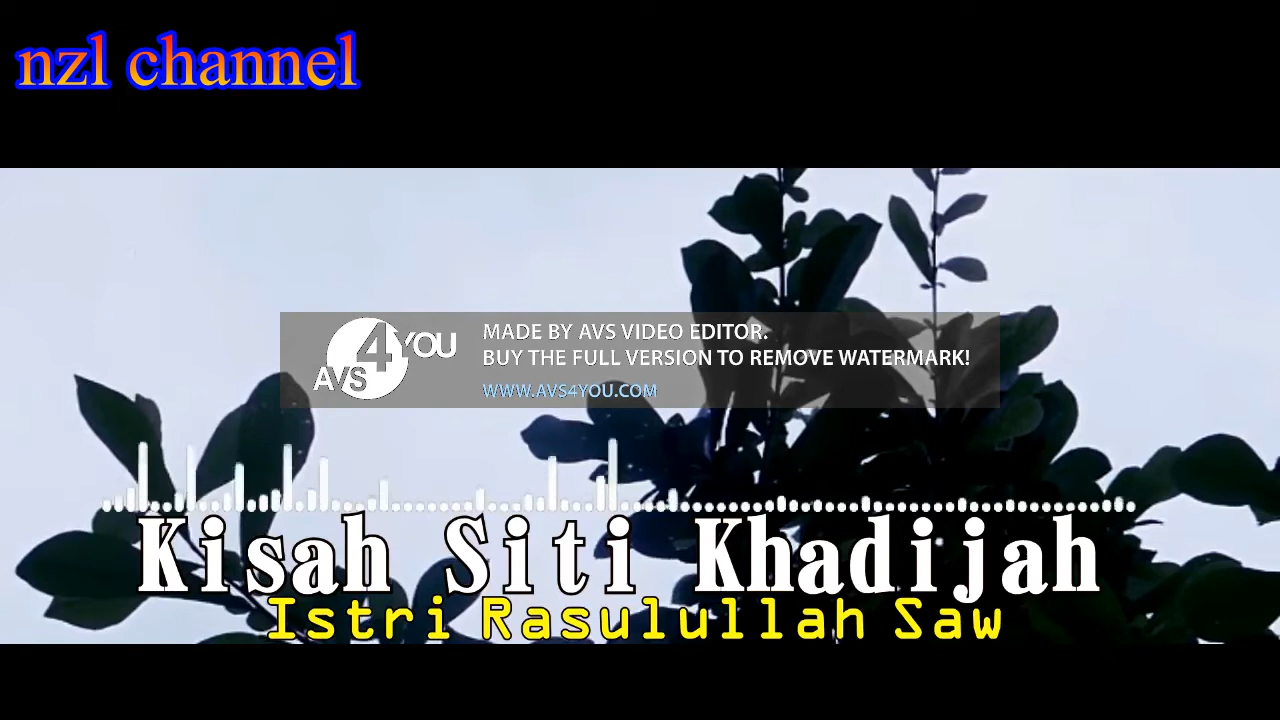 nzl channel
AVS4YOU
MADE BY AVS VIDEO EDITOR.
BUY THE FULL VERSION TO REMOVE WATERMARK!
WWW.AVS4YOU.COM
Kisah Siti Khadijah
Istri Rasulullah Saw